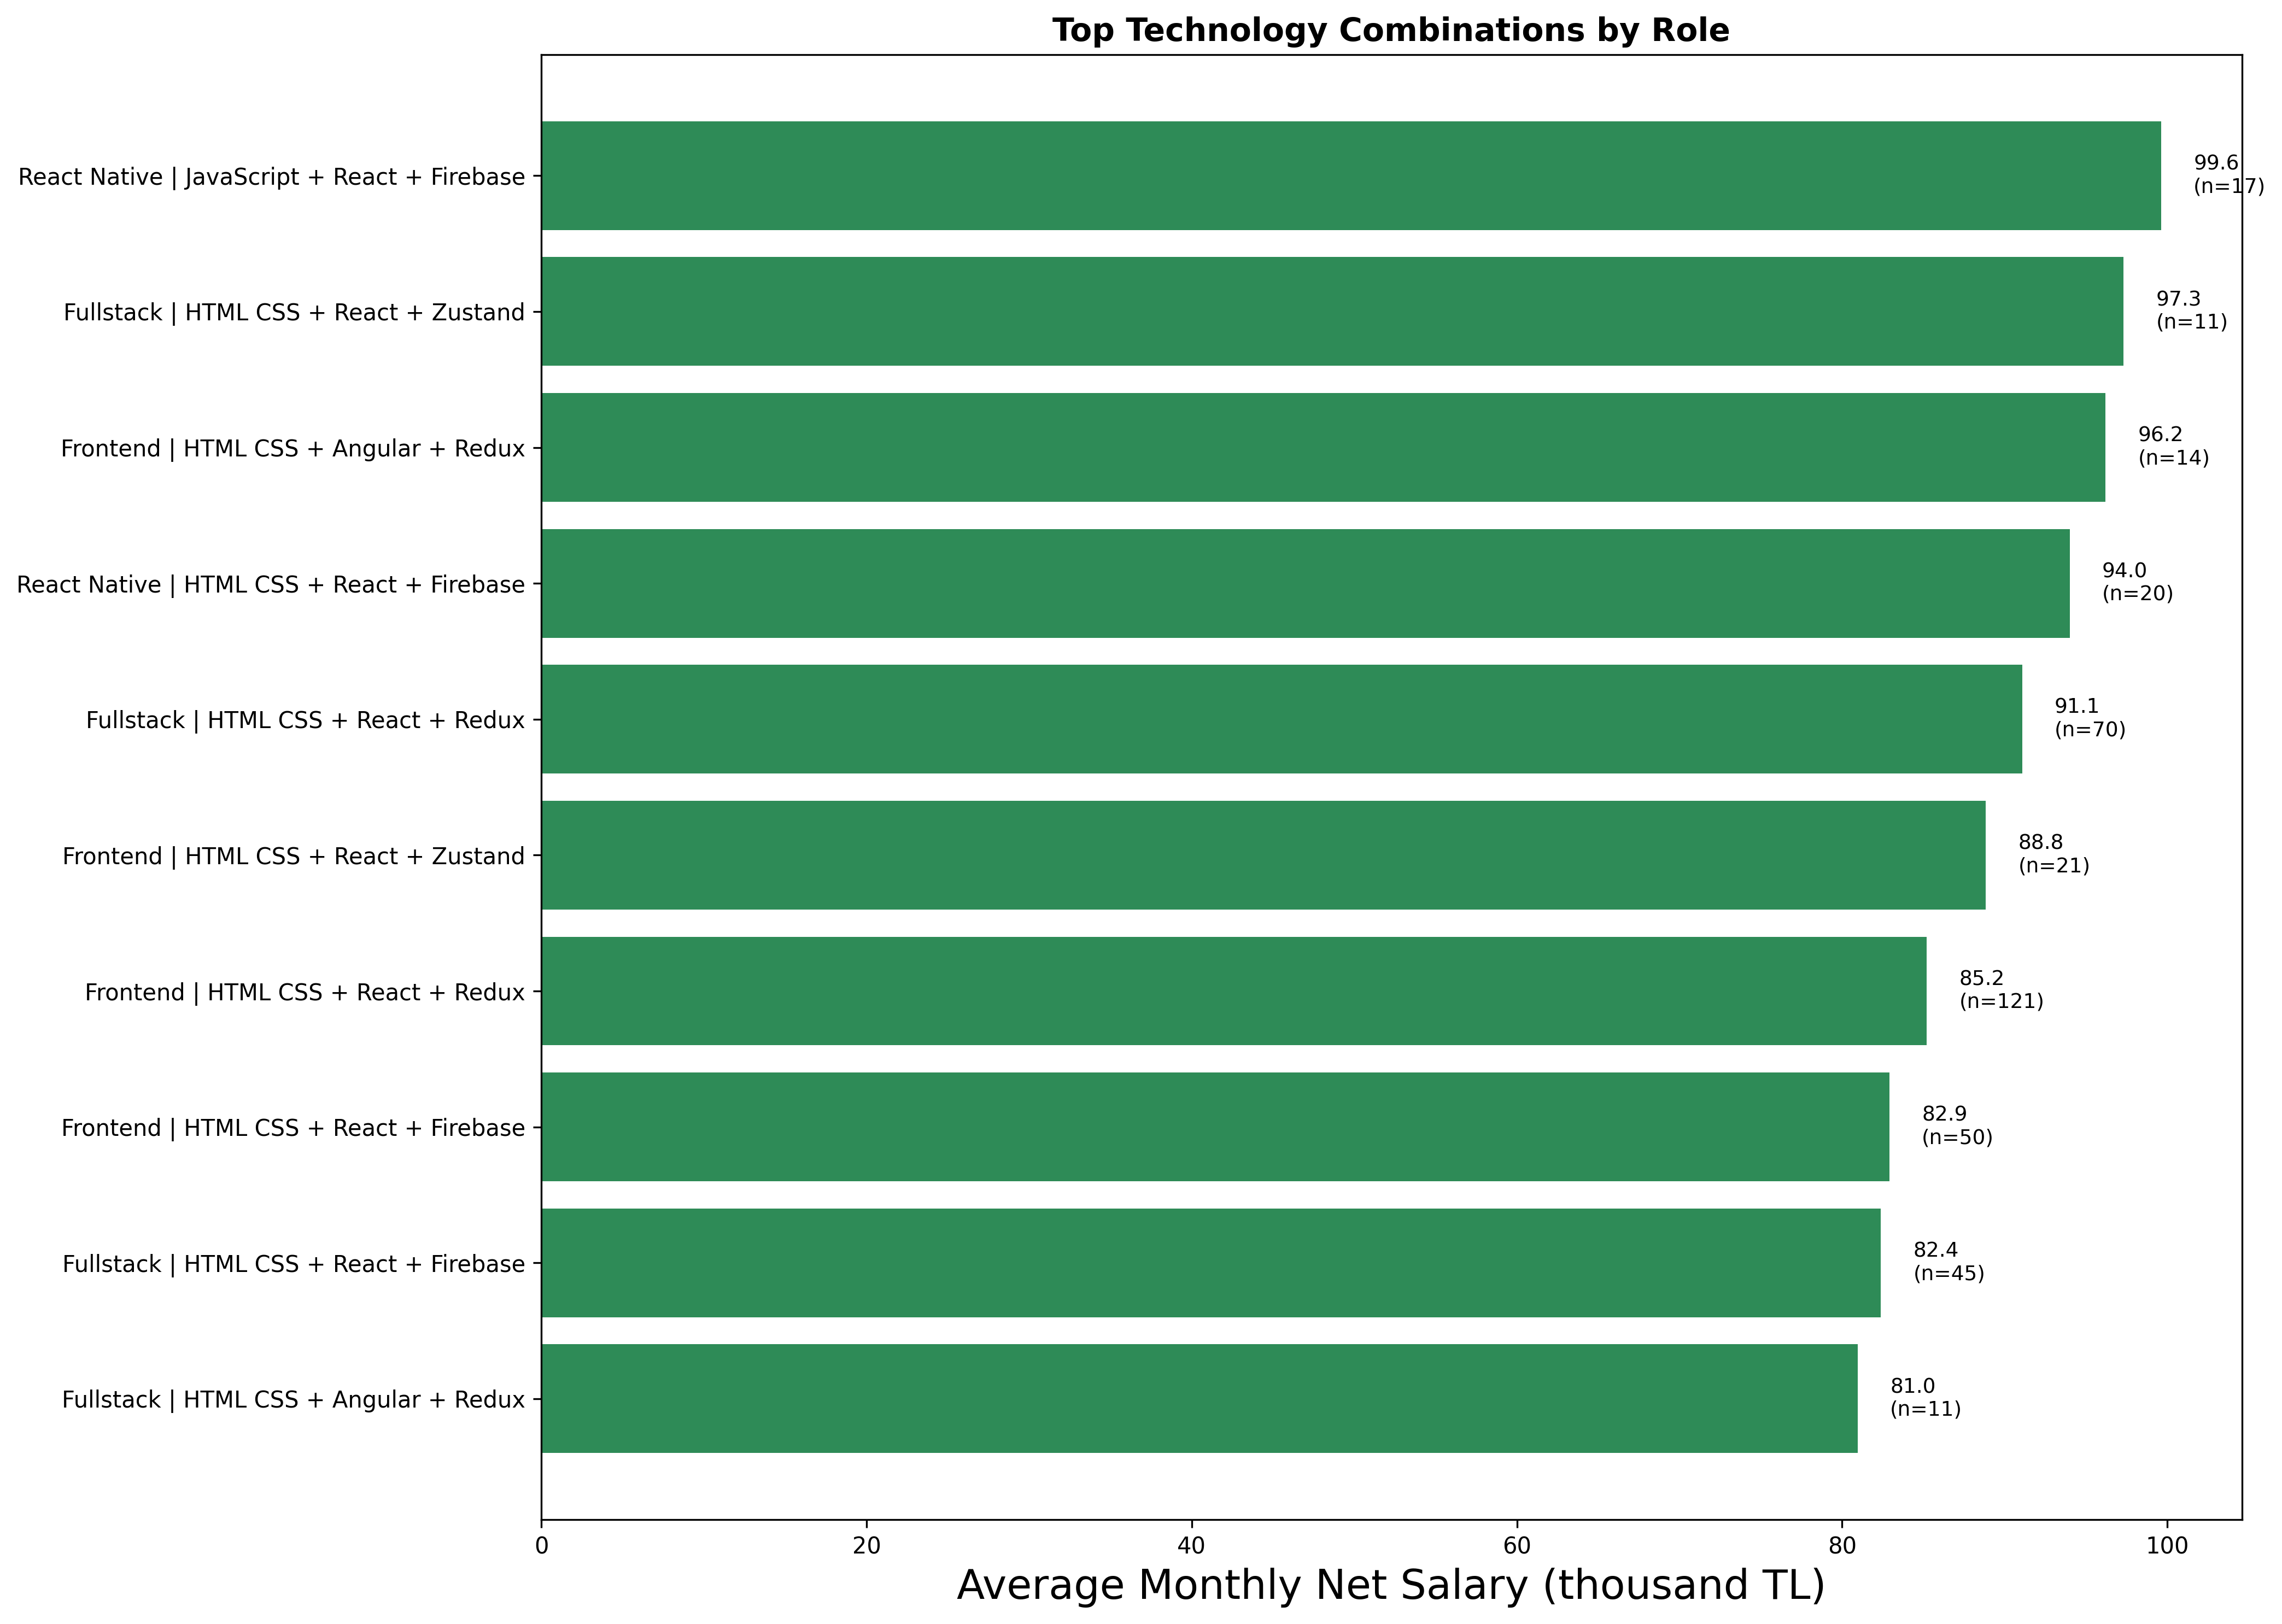 Top Technology Combinations by Role
React Native | JavaScript + React + Firebase
99.6
(n=17)
Fullstack | HTML CSS + React + Zustand
97.3
(n=11)
Frontend | HTML CSS + Angular + Redux
96.2
(n=14)
React Native | HTML CSS + React + Firebase
94.0
(n=20)
Fullstack | HTML CSS + React + Redux
91.1
(n=70)
Frontend | HTML CSS + React + Zustand
88.8
(n=21)
Frontend | HTML CSS + React + Redux
85.2
(n=121)
Frontend | HTML CSS + React + Firebase
82.9
(n=50)
Fullstack | HTML CSS + React + Firebase
82.4
(n=45)
Fullstack | HTML CSS + Angular + Redux
81.0
(n=11)
0 20 40 60 80 100
Average Monthly Net Salary (thousand TL)